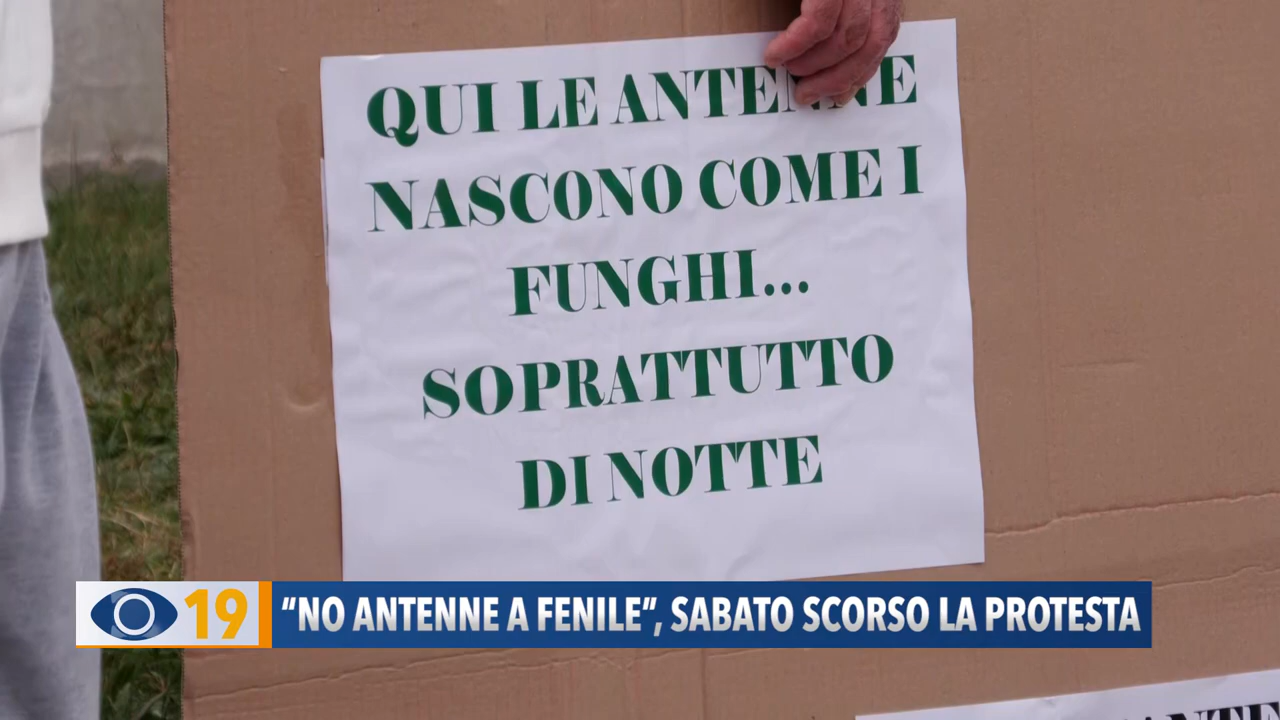 QUI LE ANTENNE
NASCONO COME I
FUNGHI...
SOPRATTUTTO
DI NOTTE
19 "NO ANTENNE A FENILE", SABATO SCORSO LA PROTESTA